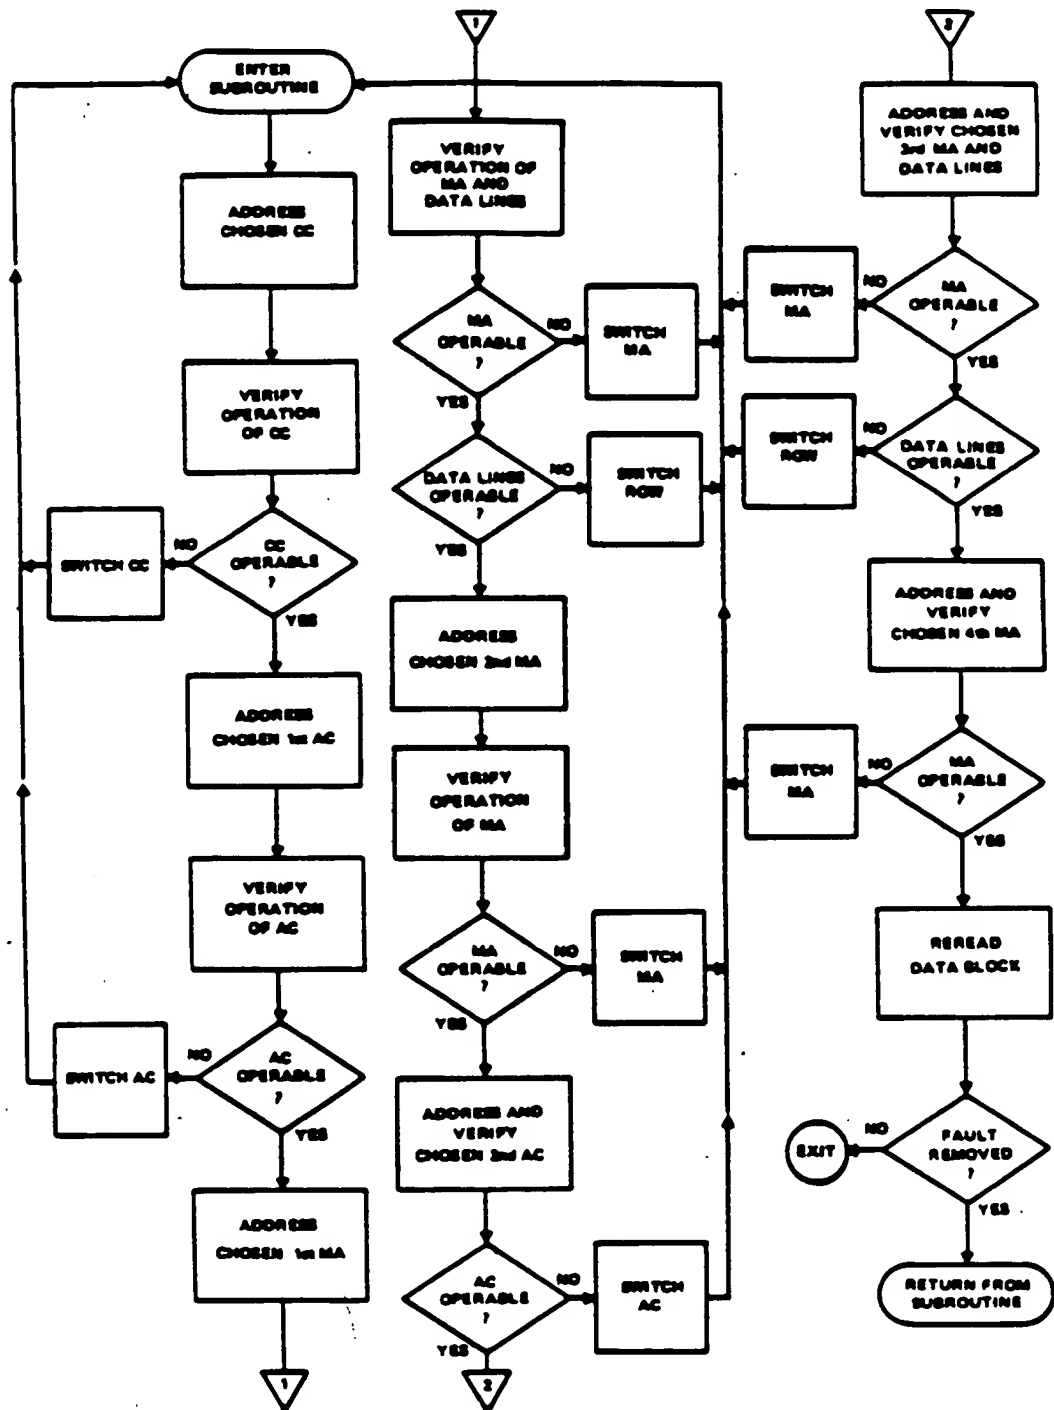 ENTER
SUBROUTINE
ADDRESS
CHOSEN CC
VERIFY
OPERATION
OF CC
CC
OPERABLE
?
NO
SWITCH CC
YES
ADDRESS
CHOSEN 1st AC
VERIFY
OPERATION
OF AC
AC
OPERABLE
?
NO
SWITCH AC
YES
ADDRESS
CHOSEN 1st MA
1
1
VERIFY
OPERATION OF
MA AND
DATA LINES
MA
OPERABLE
?
NO
SWITCH
MA
YES
DATA LINES
OPERABLE
?
NO
SWITCH
ROW
YES
ADDRESS
CHOSEN 2nd MA
VERIFY
OPERATION
OF MA
MA
OPERABLE
?
NO
SWITCH
MA
YES
ADDRESS AND
VERIFY
CHOSEN 2nd AC
AC
OPERABLE
?
NO
SWITCH
AC
YES
2
2
ADDRESS AND
VERIFY CHOSEN
3rd MA AND
DATA LINES
MA
OPERABLE
?
NO
SWITCH
MA
YES
DATA LINES
OPERABLE
?
NO
SWITCH
ROW
YES
ADDRESS AND
VERIFY
CHOSEN 4th MA
MA
OPERABLE
?
NO
SWITCH
MA
YES
REREAD
DATA BLOCK
FAULT
REMOVED
?
NO
EXIT
YES
RETURN FROM
SUBROUTINE